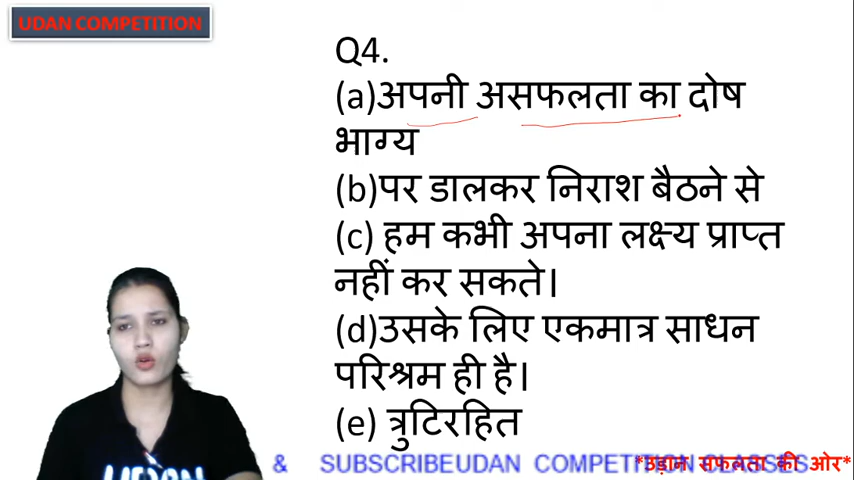 UDAN COMPETITION
Q4.
(a)अपनी असफलता का दोष
भाग्य
(b)पर डालकर निराश बैठने से
(c) हम कभी अपना लक्ष्य प्राप्त
नहीं कर सकते।
(d)उसके लिए एकमात्र साधन
परिश्रम ही है।
(e) त्रुटिरहित
& SUBSCRIBEUDAN COMPETITION CLASSES
*उड़ान सफलता की ओर*